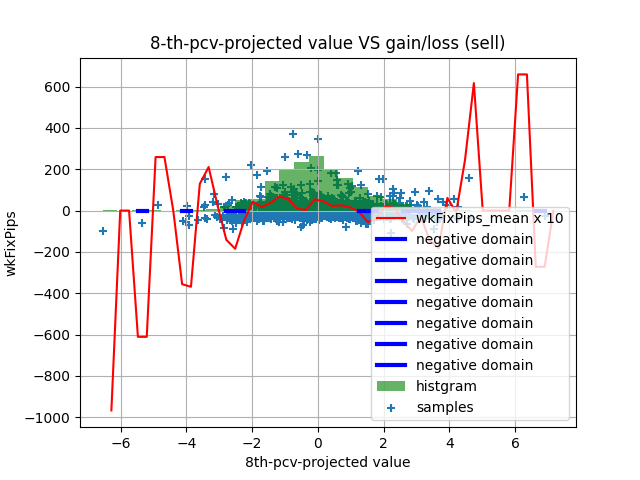 8-th-pcv-projected value VS gain/loss (sell)
wkFixPips
600
400
200
0
−200
−400
−600
−800
−1000
−6
−4
−2
0
2
4
6
8th-pcv-projected value
wkFixPips_mean x 10
negative domain
negative domain
negative domain
negative domain
negative domain
negative domain
negative domain
histgram
samples